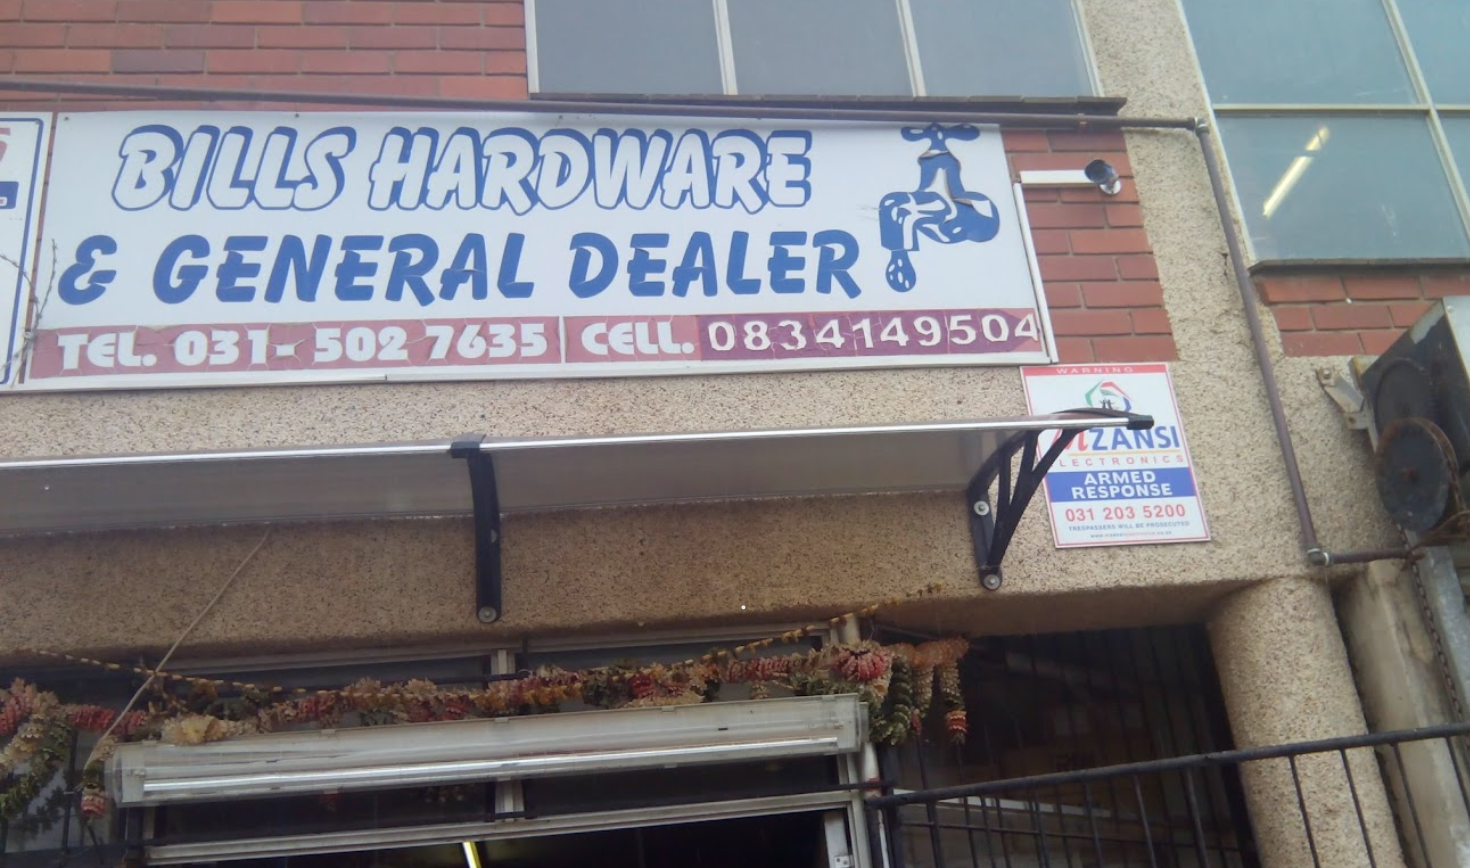 BILLS HARDWARE
& GENERAL DEALER
TEL. 031- 502 7635 CELL. 0834149504
WARNING
MZANSI
ELECTRONICS
ARMED
RESPONSE
031 203 5200
TRESPASSERS WILL BE PROSECUTED